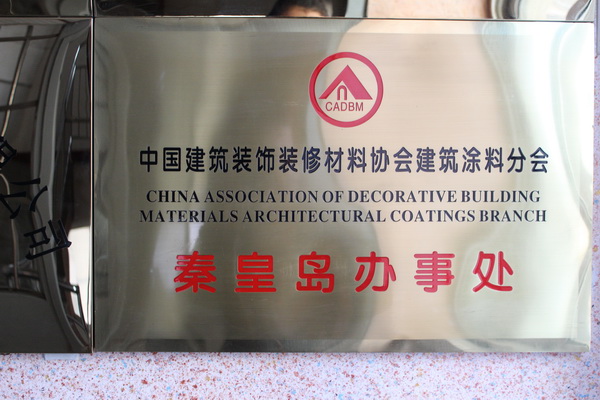 CADBM
中国建筑装饰装修材料协会建筑涂料分会
CHINA ASSOCIATION OF DECORATIVE BUILDING
MATERIALS ARCHITECTURAL COATINGS BRANCH
秦皇岛办事处